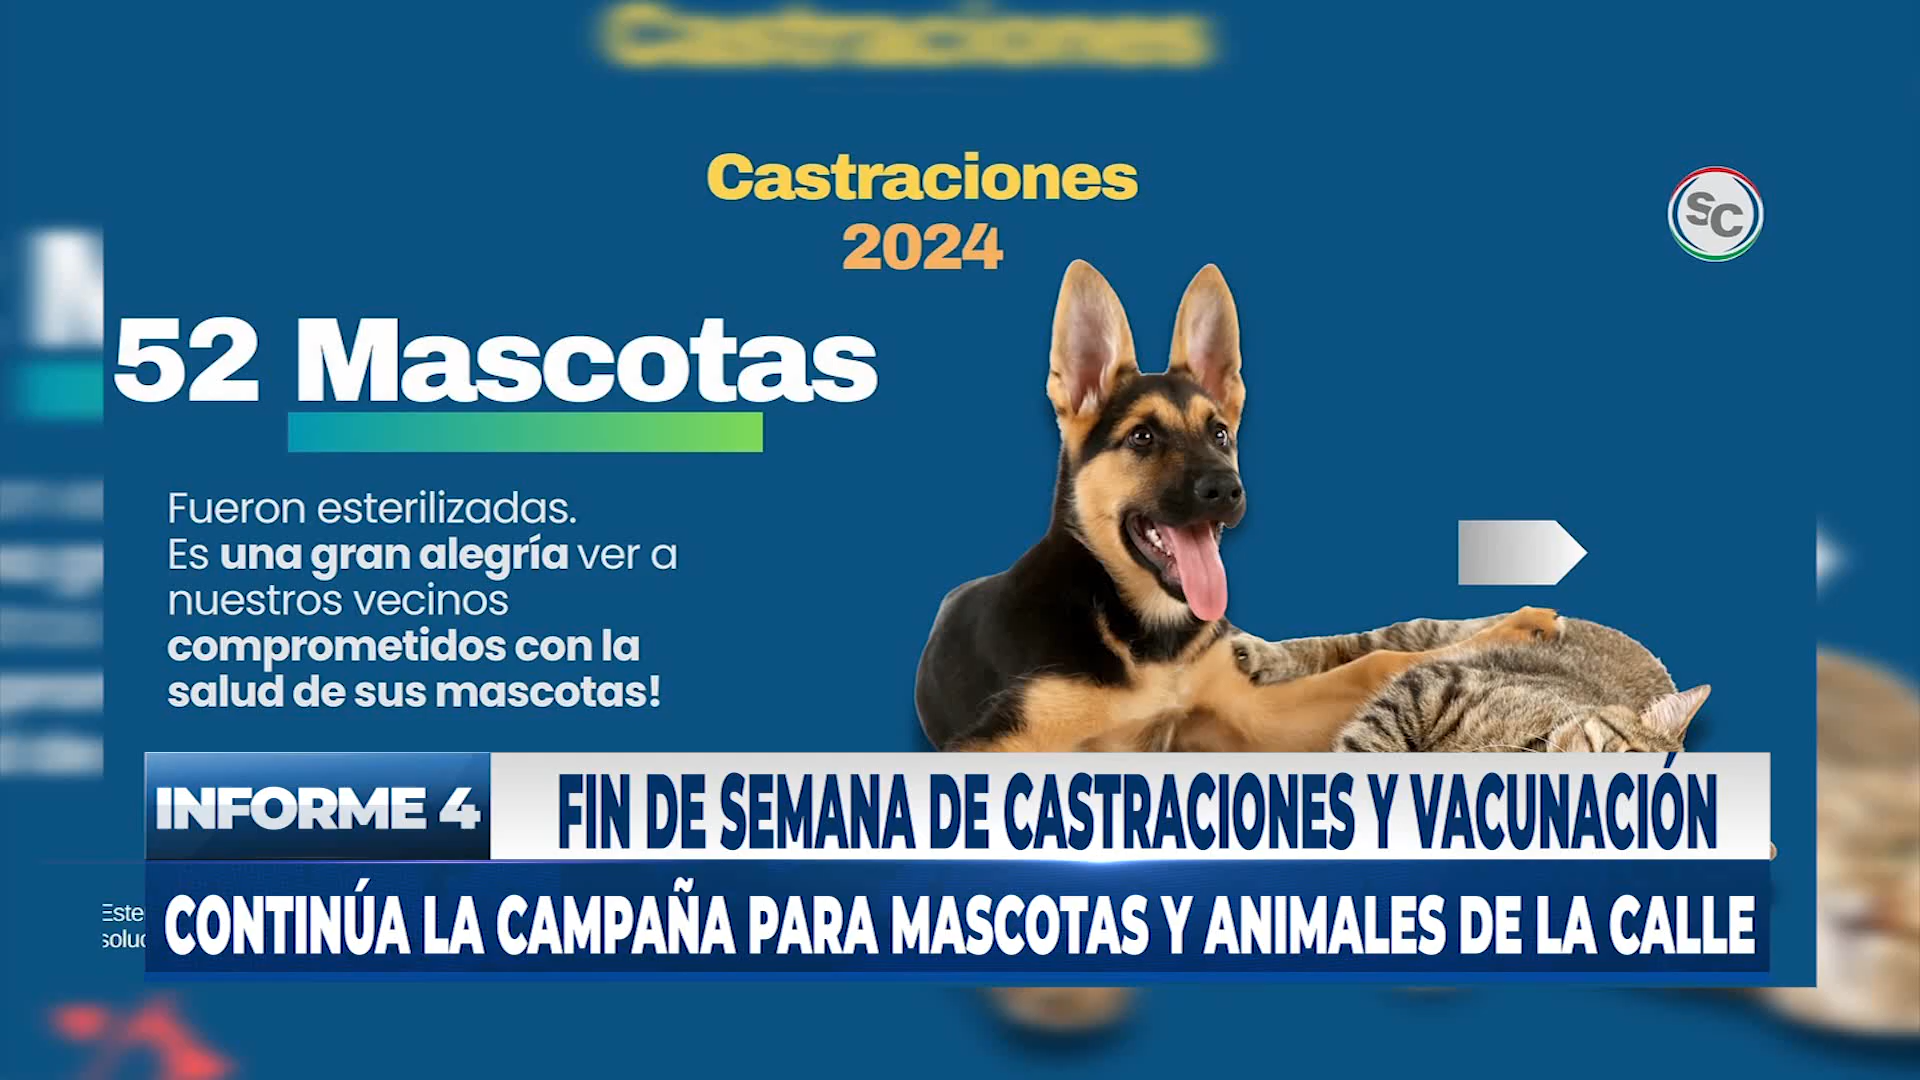 Castraciones
Castraciones
2024
SC
52 Mascotas
Fueron esterilizadas.
Es una gran alegría ver a
nuestros vecinos
comprometidos con la
salud de sus mascotas!
INFORME 4
FIN DE SEMANA DE CASTRACIONES Y VACUNACIÓN
Este
CONTINÚA LA CAMPAÑA PARA MASCOTAS Y ANIMALES DE LA CALLE